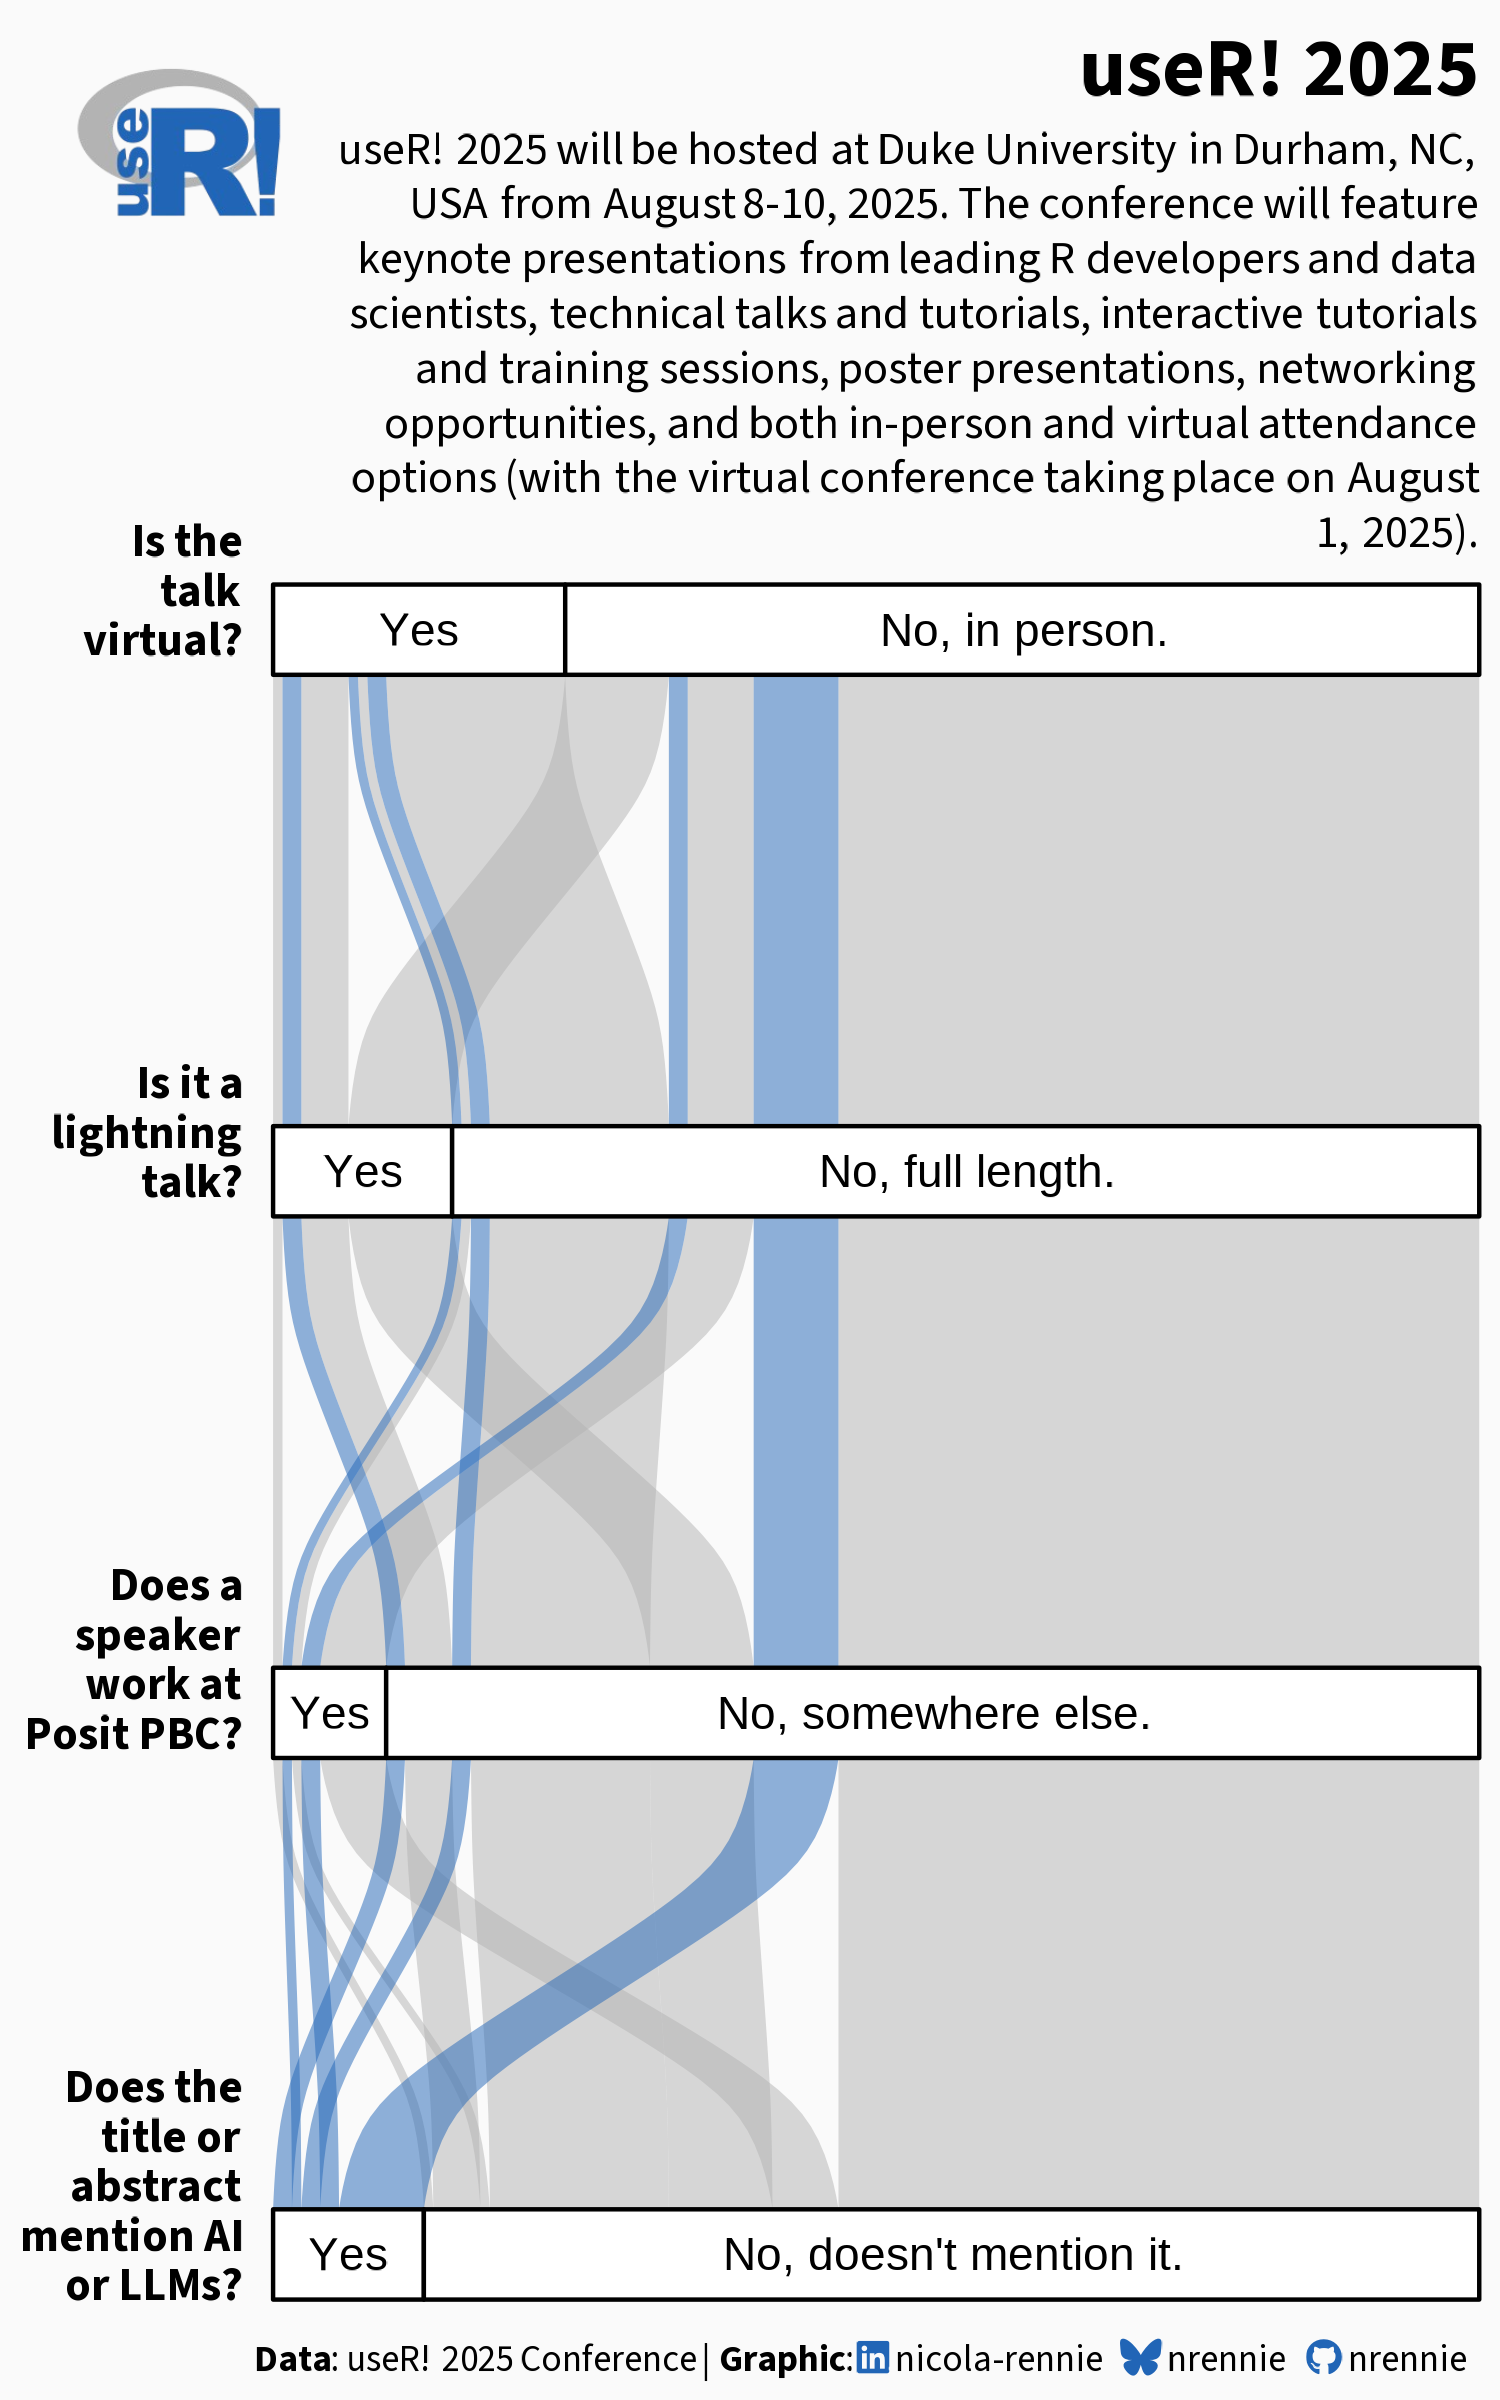 useR!
useR! 2025
useR! 2025 will be hosted at Duke University in Durham, NC,
USA from August 8-10, 2025. The conference will feature
keynote presentations from leading R developers and data
scientists, technical talks and tutorials, interactive tutorials
and training sessions, poster presentations, networking
opportunities, and both in-person and virtual attendance
options (with the virtual conference taking place on August
1, 2025).
Is the
talk
virtual?
Yes
No, in person.
Is it a
lightning
talk?
Yes
No, full length.
Does a
speaker
work at
Posit PBC?
Yes
No, somewhere else.
Does the
title or
abstract
mention AI
or LLMs?
Yes
No, doesn't mention it.
Data: useR! 2025 Conference | Graphic: in nicola-rennie nrennie nrennie